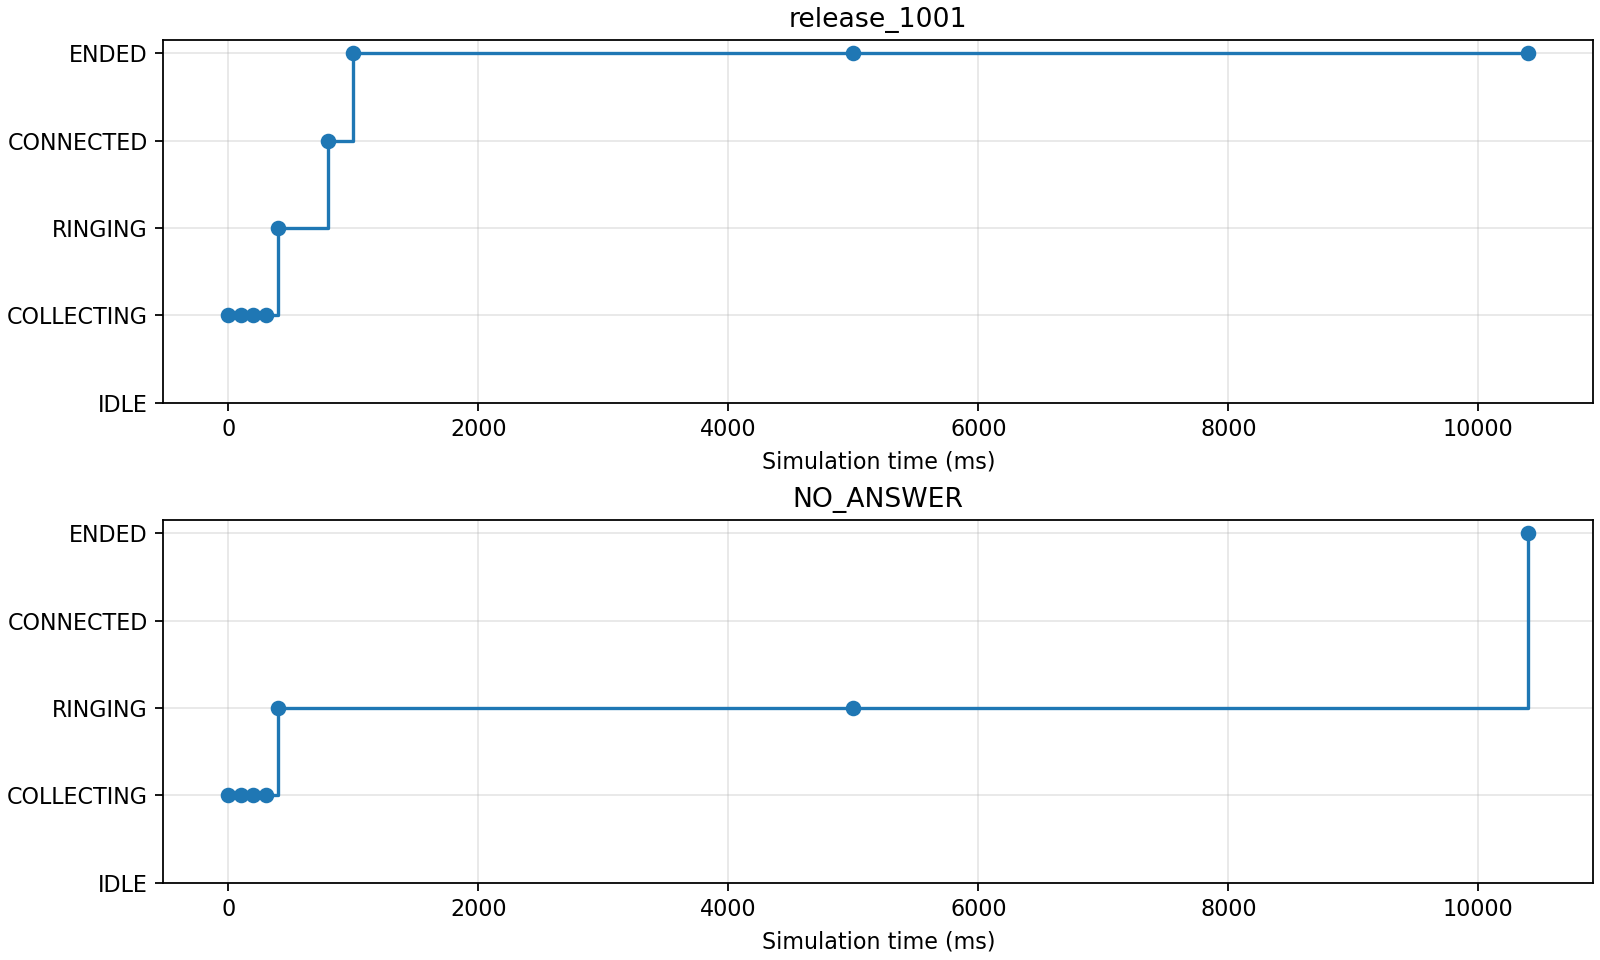 release_1001
ENDED
CONNECTED
RINGING
COLLECTING
IDLE
0 2000 4000 6000 8000 10000
Simulation time (ms)
NO_ANSWER
ENDED
CONNECTED
RINGING
COLLECTING
IDLE
0 2000 4000 6000 8000 10000
Simulation time (ms)